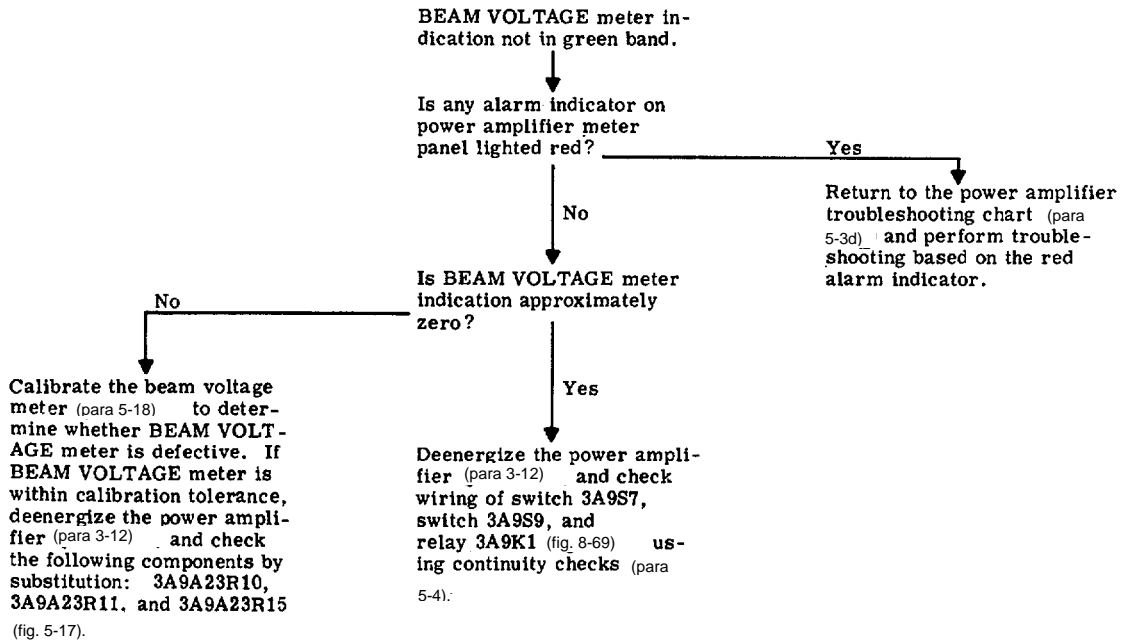 BEAM VOLTAGE meter in-
dication not in green band.
Is any alarm indicator on
power amplifier meter
panel lighted red?
Yes
Return to the power amplifier
troubleshooting chart (para
5-3d) and perform trouble-
shooting based on the red
alarm indicator.
No
Is BEAM VOLTAGE meter
indication approximately
zero?
No
Calibrate the beam voltage
meter (para 5-18) to deter-
mine whether BEAM VOLT-
AGE meter is defective. If
BEAM VOLTAGE meter is
within calibration tolerance,
deenergize the power ampli-
fier (para 3-12) and check
the following components by
substitution: 3A9A23R10,
3A9A23R11, and 3A9A23R15
(fig. 5-17).
Yes
Deenergize the power ampli-
fier (para 3-12) and check
wiring of switch 3A9S7,
switch 3A9S9, and
relay 3A9K1 (fig. 8-69) us-
ing continuity checks (para
5-4).